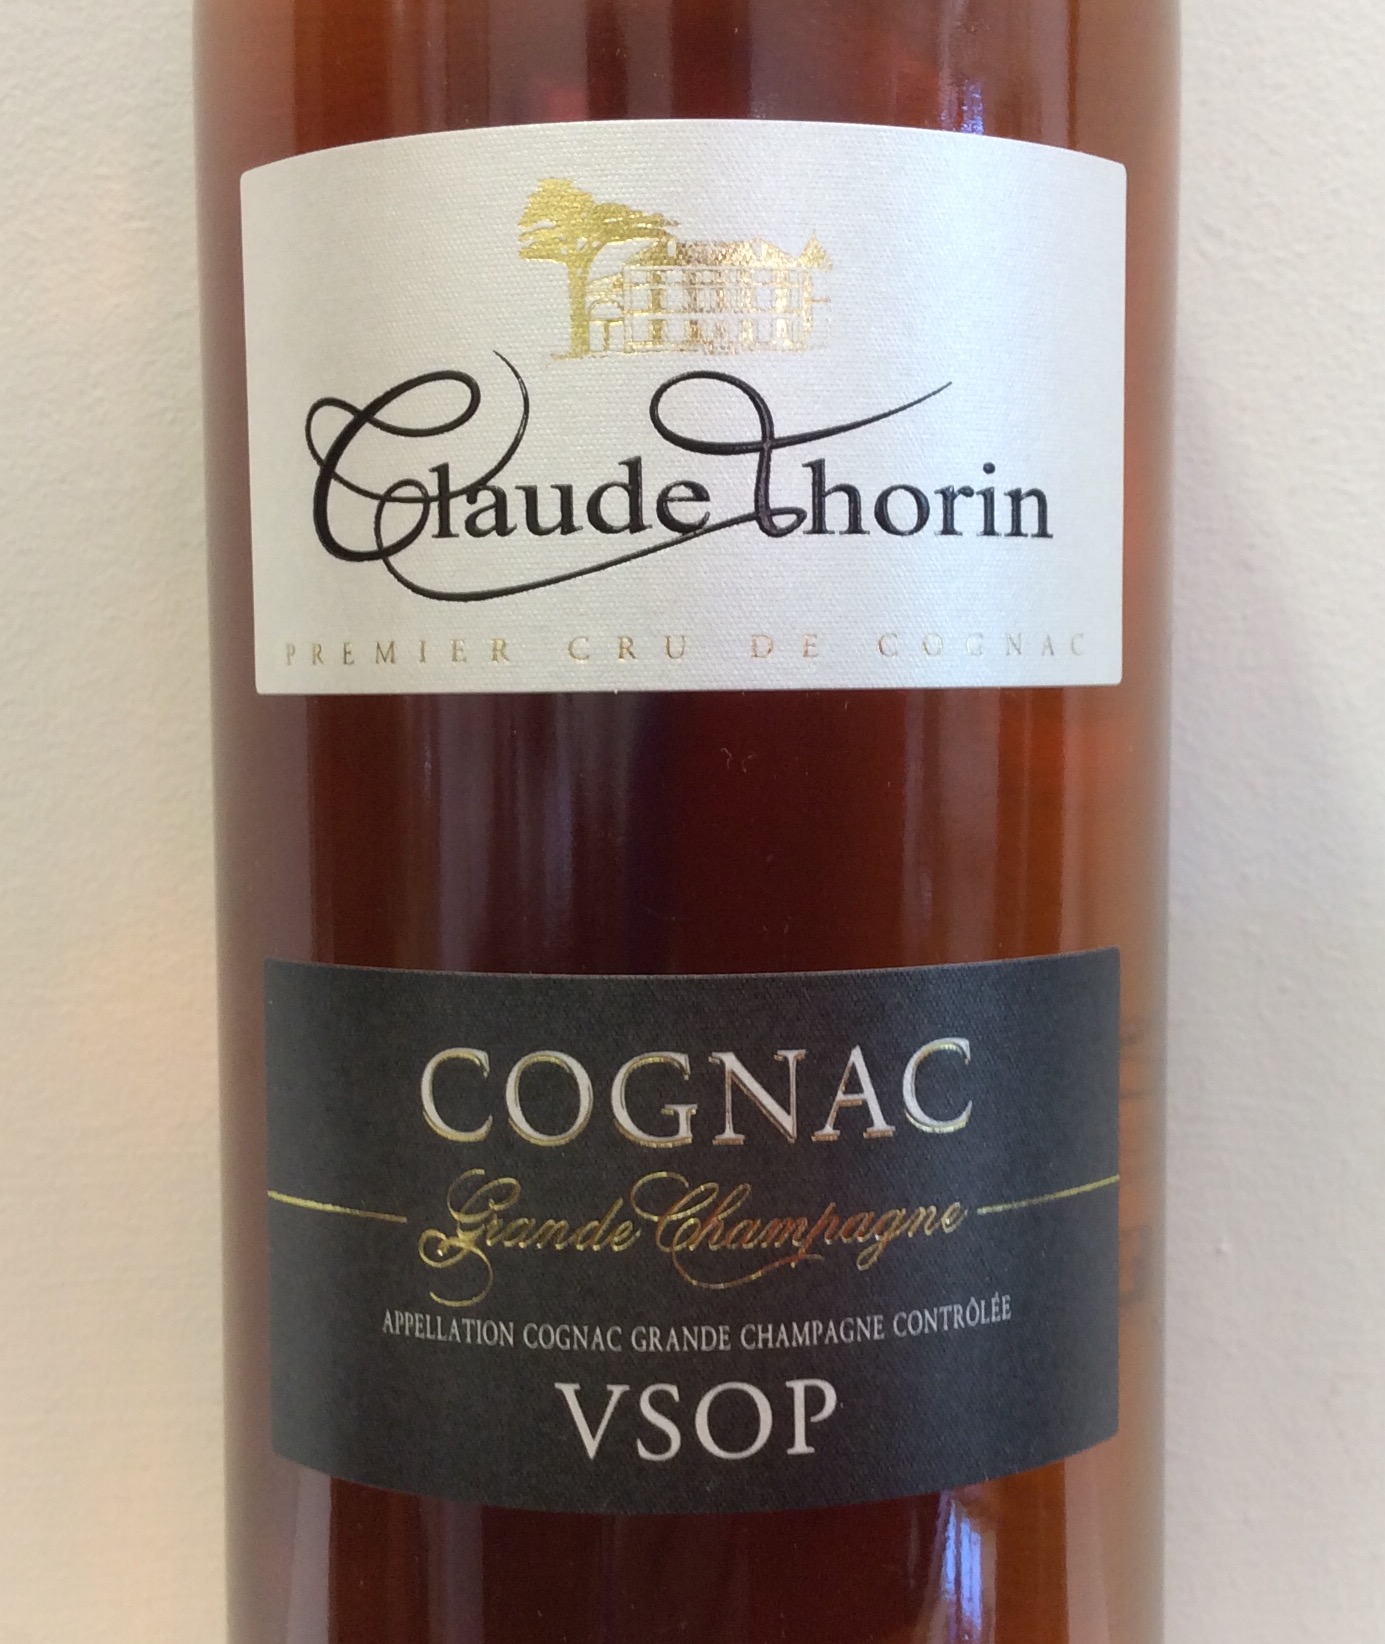 Claude Thorin
PREMIER CRU DE COGNAC
COGNAC
Grande Champagne
APPELLATION COGNAC GRANDE CHAMPAGNE CONTRÔLÉE
VSOP